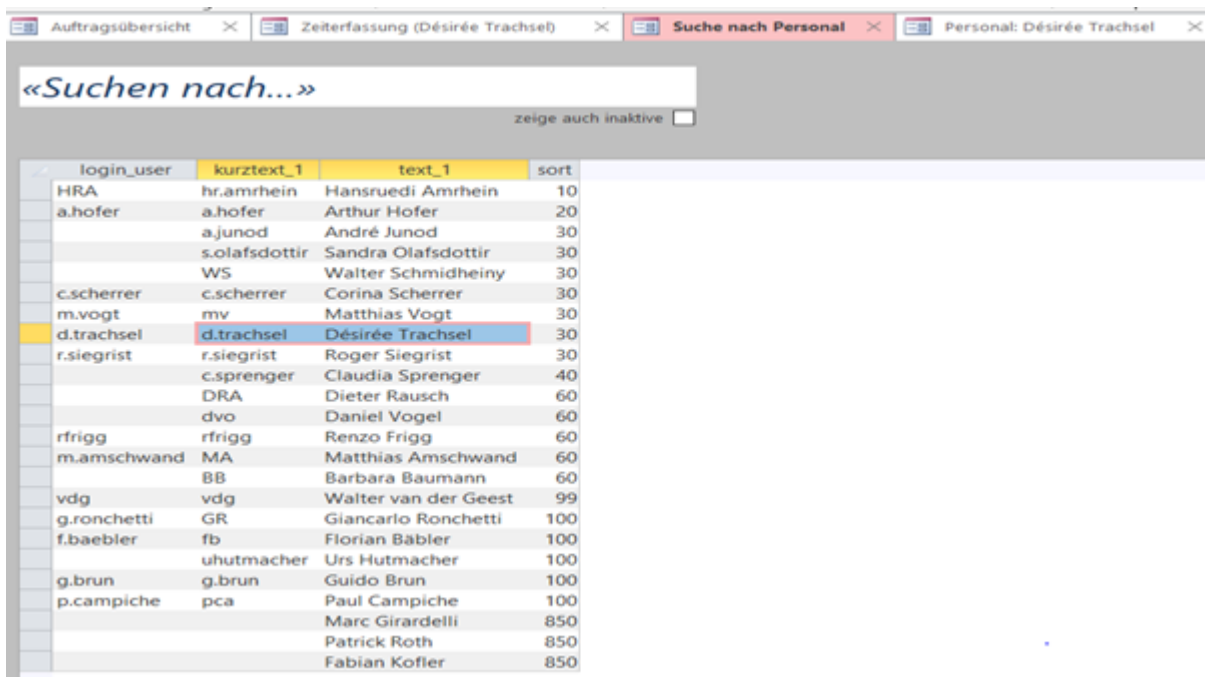 Auftragsübersicht Zeiterfassung (Désirée Trachsel) Suche nach Personal Personal: Désirée Trachsel
«Suchen nach...»
zeige auch inaktive
login_user kurztext_1 text_1 sort
HRA hr.amrhein Hansruedi Amrhein 10
a.hofer a.hofer Arthur Hofer 20
a.junod André Junod 30
s.olafsdottir Sandra Olafsdottir 30
WS Walter Schmidheiny 30
c.scherrer c.scherrer Corina Scherrer 30
m.vogt mv Matthias Vogt 30
d.trachsel d.trachsel Désirée Trachsel 30
r.siegrist r.siegrist Roger Siegrist 30
c.sprenger Claudia Sprenger 40
DRA Dieter Rausch 60
dvo Daniel Vogel 60
rfrigg rfrigg Renzo Frigg 60
m.amschwand MA Matthias Amschwand 60
BB Barbara Baumann 60
vdg vdg Walter van der Geest 99
g.ronchetti GR Giancarlo Ronchetti 100
f.baebler fb Florian Bäbler 100
uhutmacher Urs Hutmacher 100
g.brun g.brun Guido Brun 100
p.campiche pca Paul Campiche 100
Marc Girardelli 850
Patrick Roth 850
Fabian Kofler 850